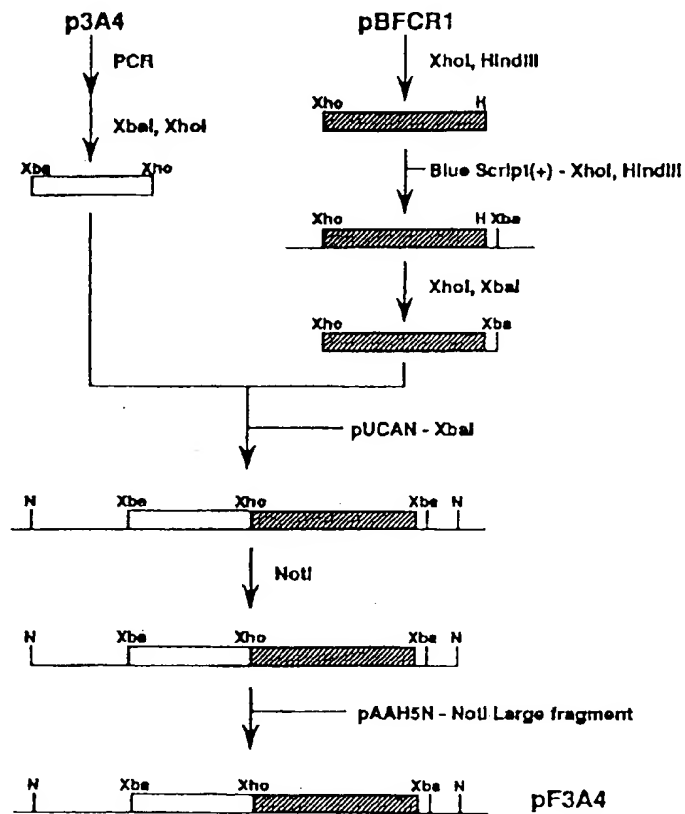 p3A4 pBFCR1
PCR
XhoI, HindIII
Xho H
XbaI, XhoI
Xba Xho
Blue Script(+) - XhoI, HindIII
Xho H Xba
XhoI, XbaI
Xho Xba
pUCAN - XbaI
N Xba Xho Xba N
NotI
N Xba Xho Xba N
pAAH5N - NotI Large fragment
N Xba Xho Xba N
pF3A4